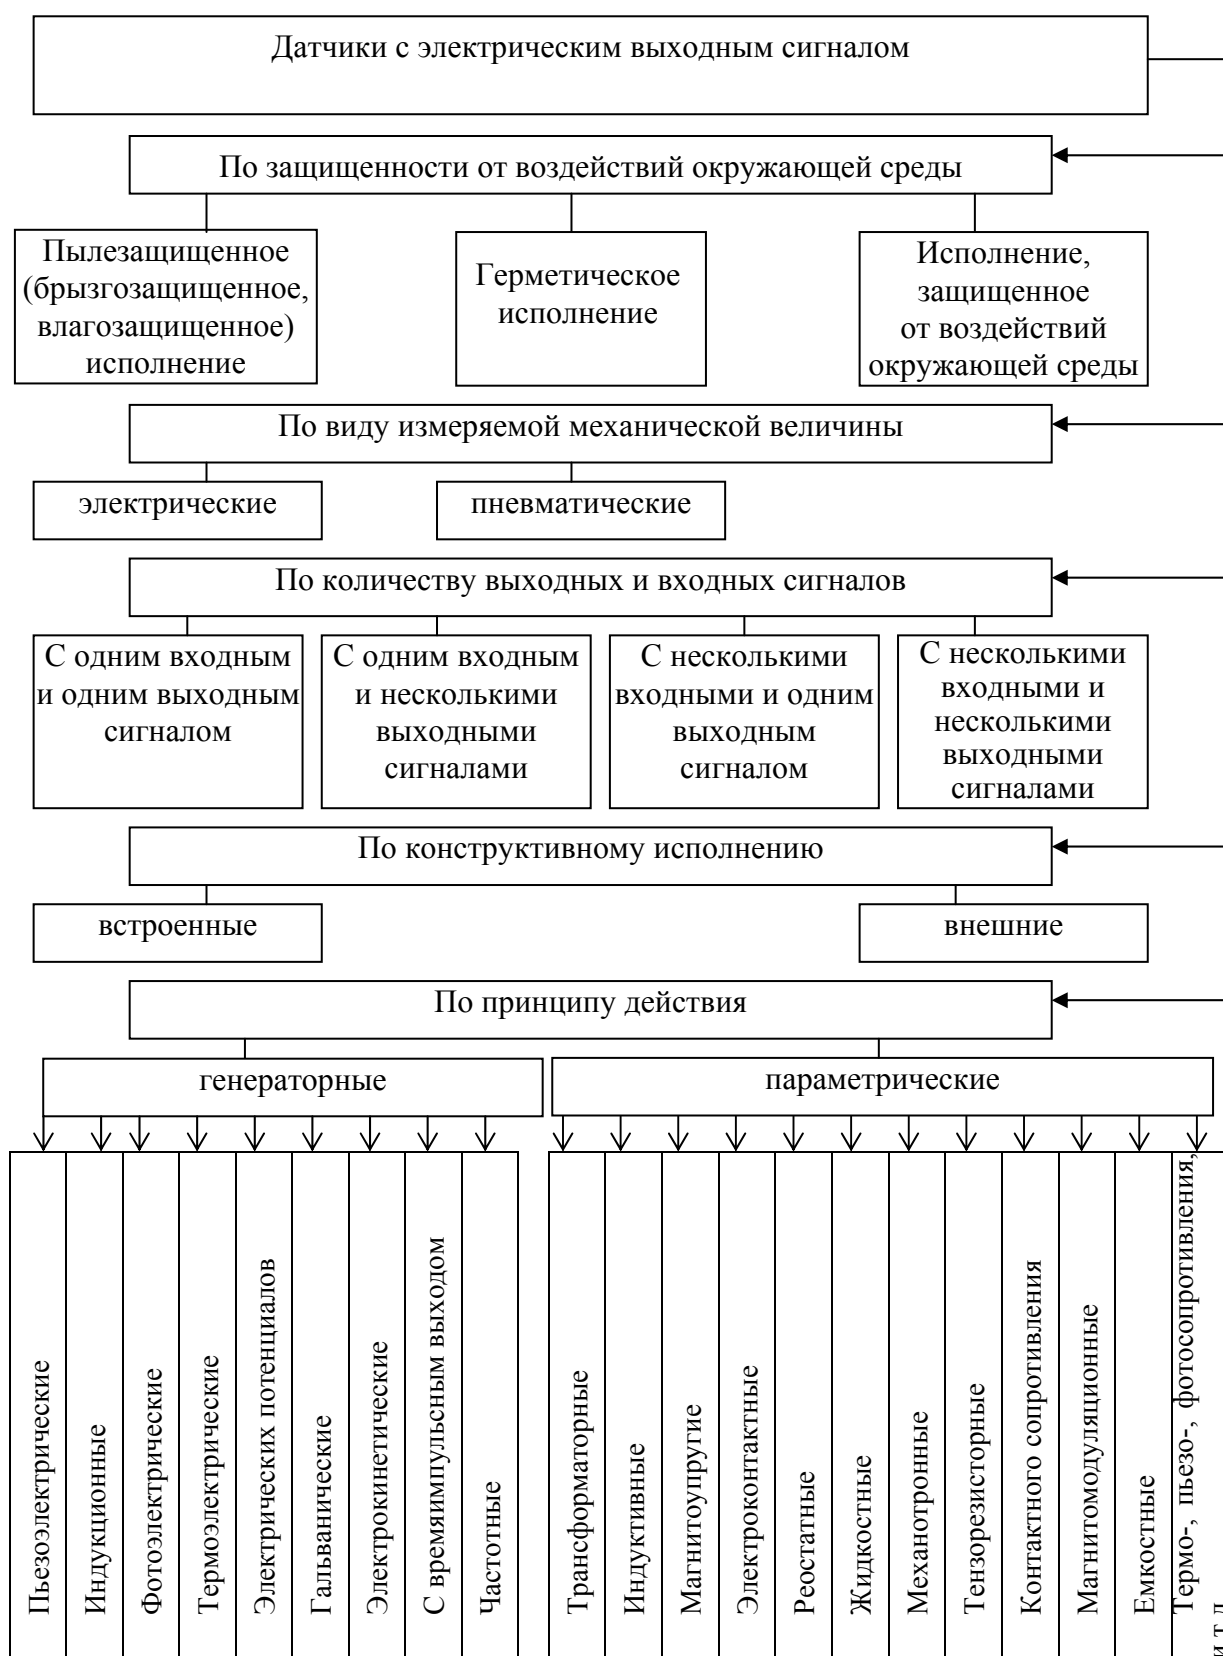 Датчики с электрическим выходным сигналом
По защищенности от воздействий окружающей среды
Пылезащищенное
(брызгозащищенное,
влагозащищенное)
исполнение
Герметическое
исполнение
Исполнение,
защищенное
от воздействий
окружающей среды
По виду измеряемой механической величины
электрические
пневматические
По количеству выходных и входных сигналов
С одним входным
и одним выходным
сигналом
С одним входным
и несколькими
выходными
сигналами
С несколькими
входными и одним
выходным
сигналом
С несколькими
входными и
несколькими
выходными
сигналами
По конструктивному исполнению
встроенные
внешние
По принципу действия
генераторные
параметрические
Пьезоэлектрические
Индукционные
Фотоэлектрические
Термоэлектрические
Электрических потенциалов
Гальванические
Электрокинетические
С времяимпульсным выходом
Частотные
Трансформаторные
Индуктивные
Магнитоупругие
Электроконтактные
Реостатные
Жидкостные
Механотронные
Тензорезисторные
Контактного сопротивления
Магнитомодуляционные
Емкостные
Термо-, пьезо-, фотосопротивления,
и т.д.